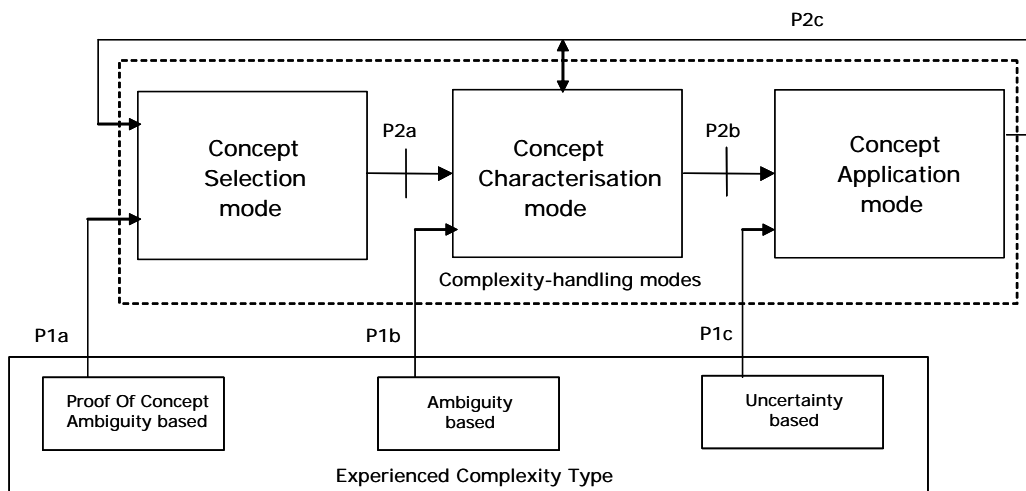 P2c
P2a
P2b
Concept
Selection
mode
Concept
Characterisation
mode
Concept
Application
mode
Complexity-handling modes
P1a
P1b
P1c
Proof Of Concept
Ambiguity based
Ambiguity
based
Uncertainty
based
Experienced Complexity Type